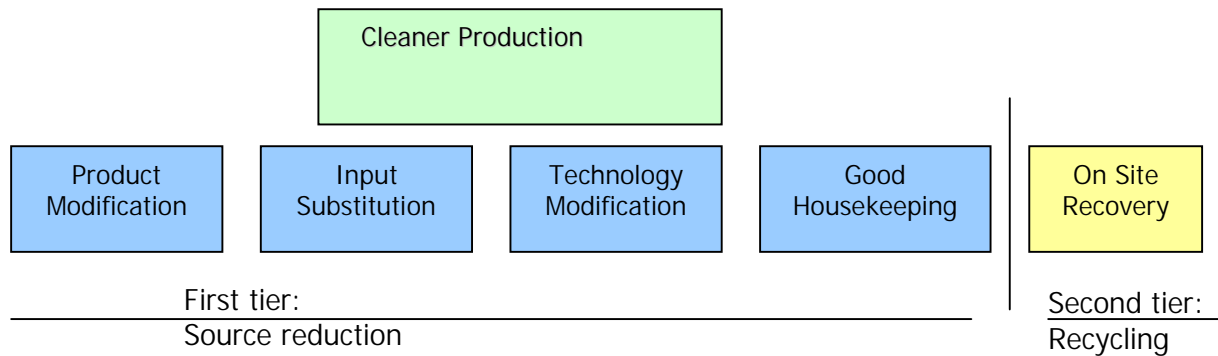 Cleaner Production
Product
Modification
Input
Substitution
Technology
Modification
Good
Housekeeping
On Site
Recovery
First tier:
Source reduction
Second tier:
Recycling